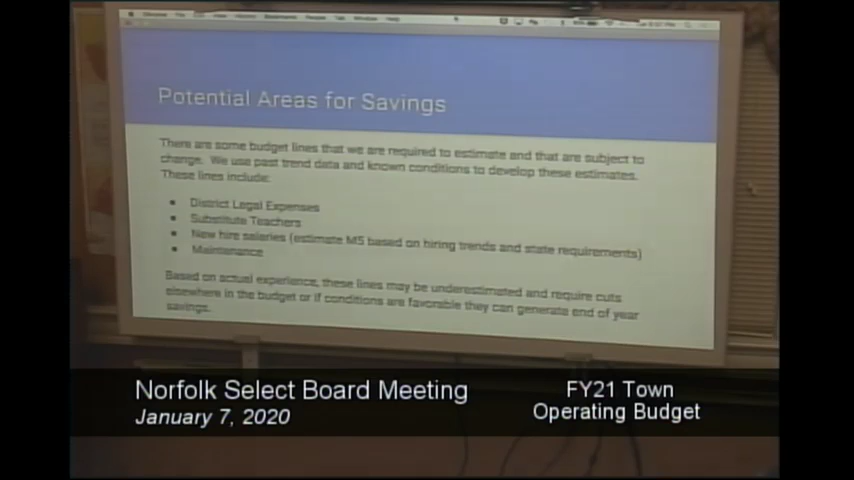 Potential Areas for Savings
There are some budget lines that we are required to estimate and that are subject to
change. We use past trend data and known conditions to develop these estimates.
These lines include:
• District Legal Expenses
• Substitute Teachers
• New hire salaries (estimate M5 based on hiring trends and state requirements)
• Maintenance
Based on actual experience, these lines may be underestimated and require cuts
elsewhere in the budget or if conditions are favorable they can generate end of year
savings.
Norfolk Select Board Meeting
January 7, 2020
FY21 Town
Operating Budget